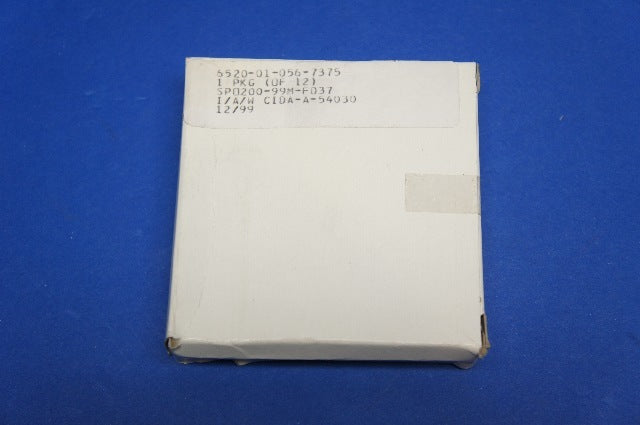 6520-01-056-7375
1 PKG (OF 12)
SPO200-99M-F037
I/A/W CIDA-A-54030
12/99